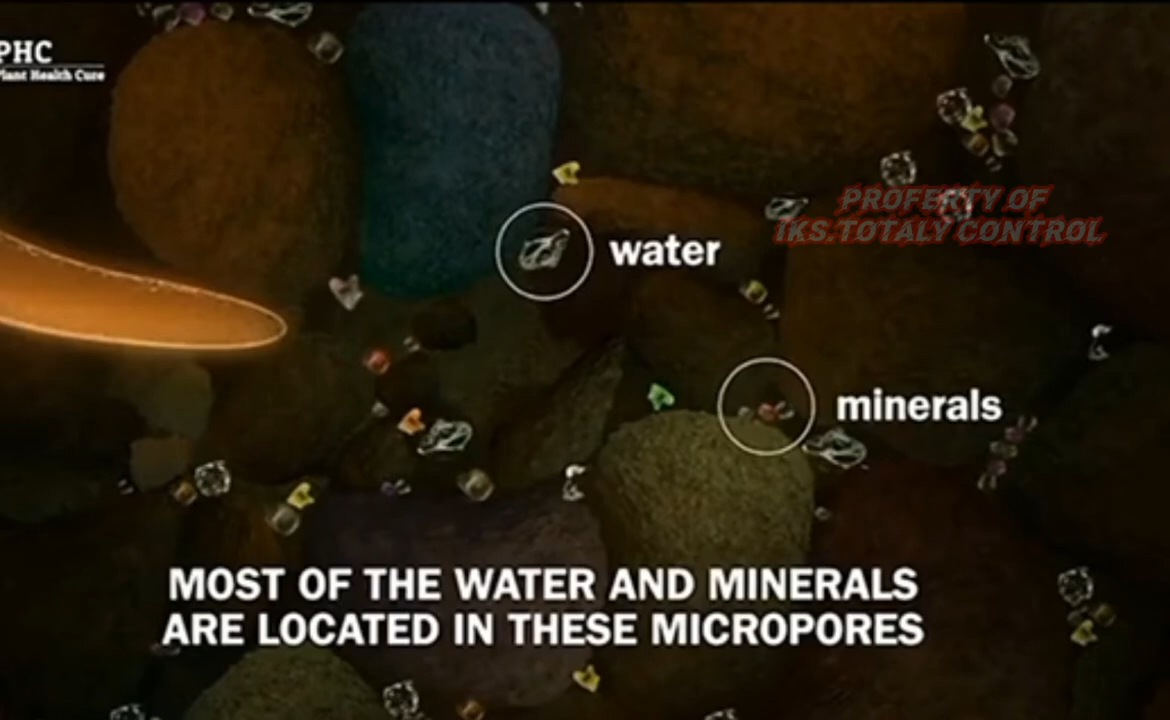 PHC
Plant Health Cure
PROPERTY OF
IKS.TOTALY CONTROL
water
minerals
MOST OF THE WATER AND MINERALS
ARE LOCATED IN THESE MICROPORES